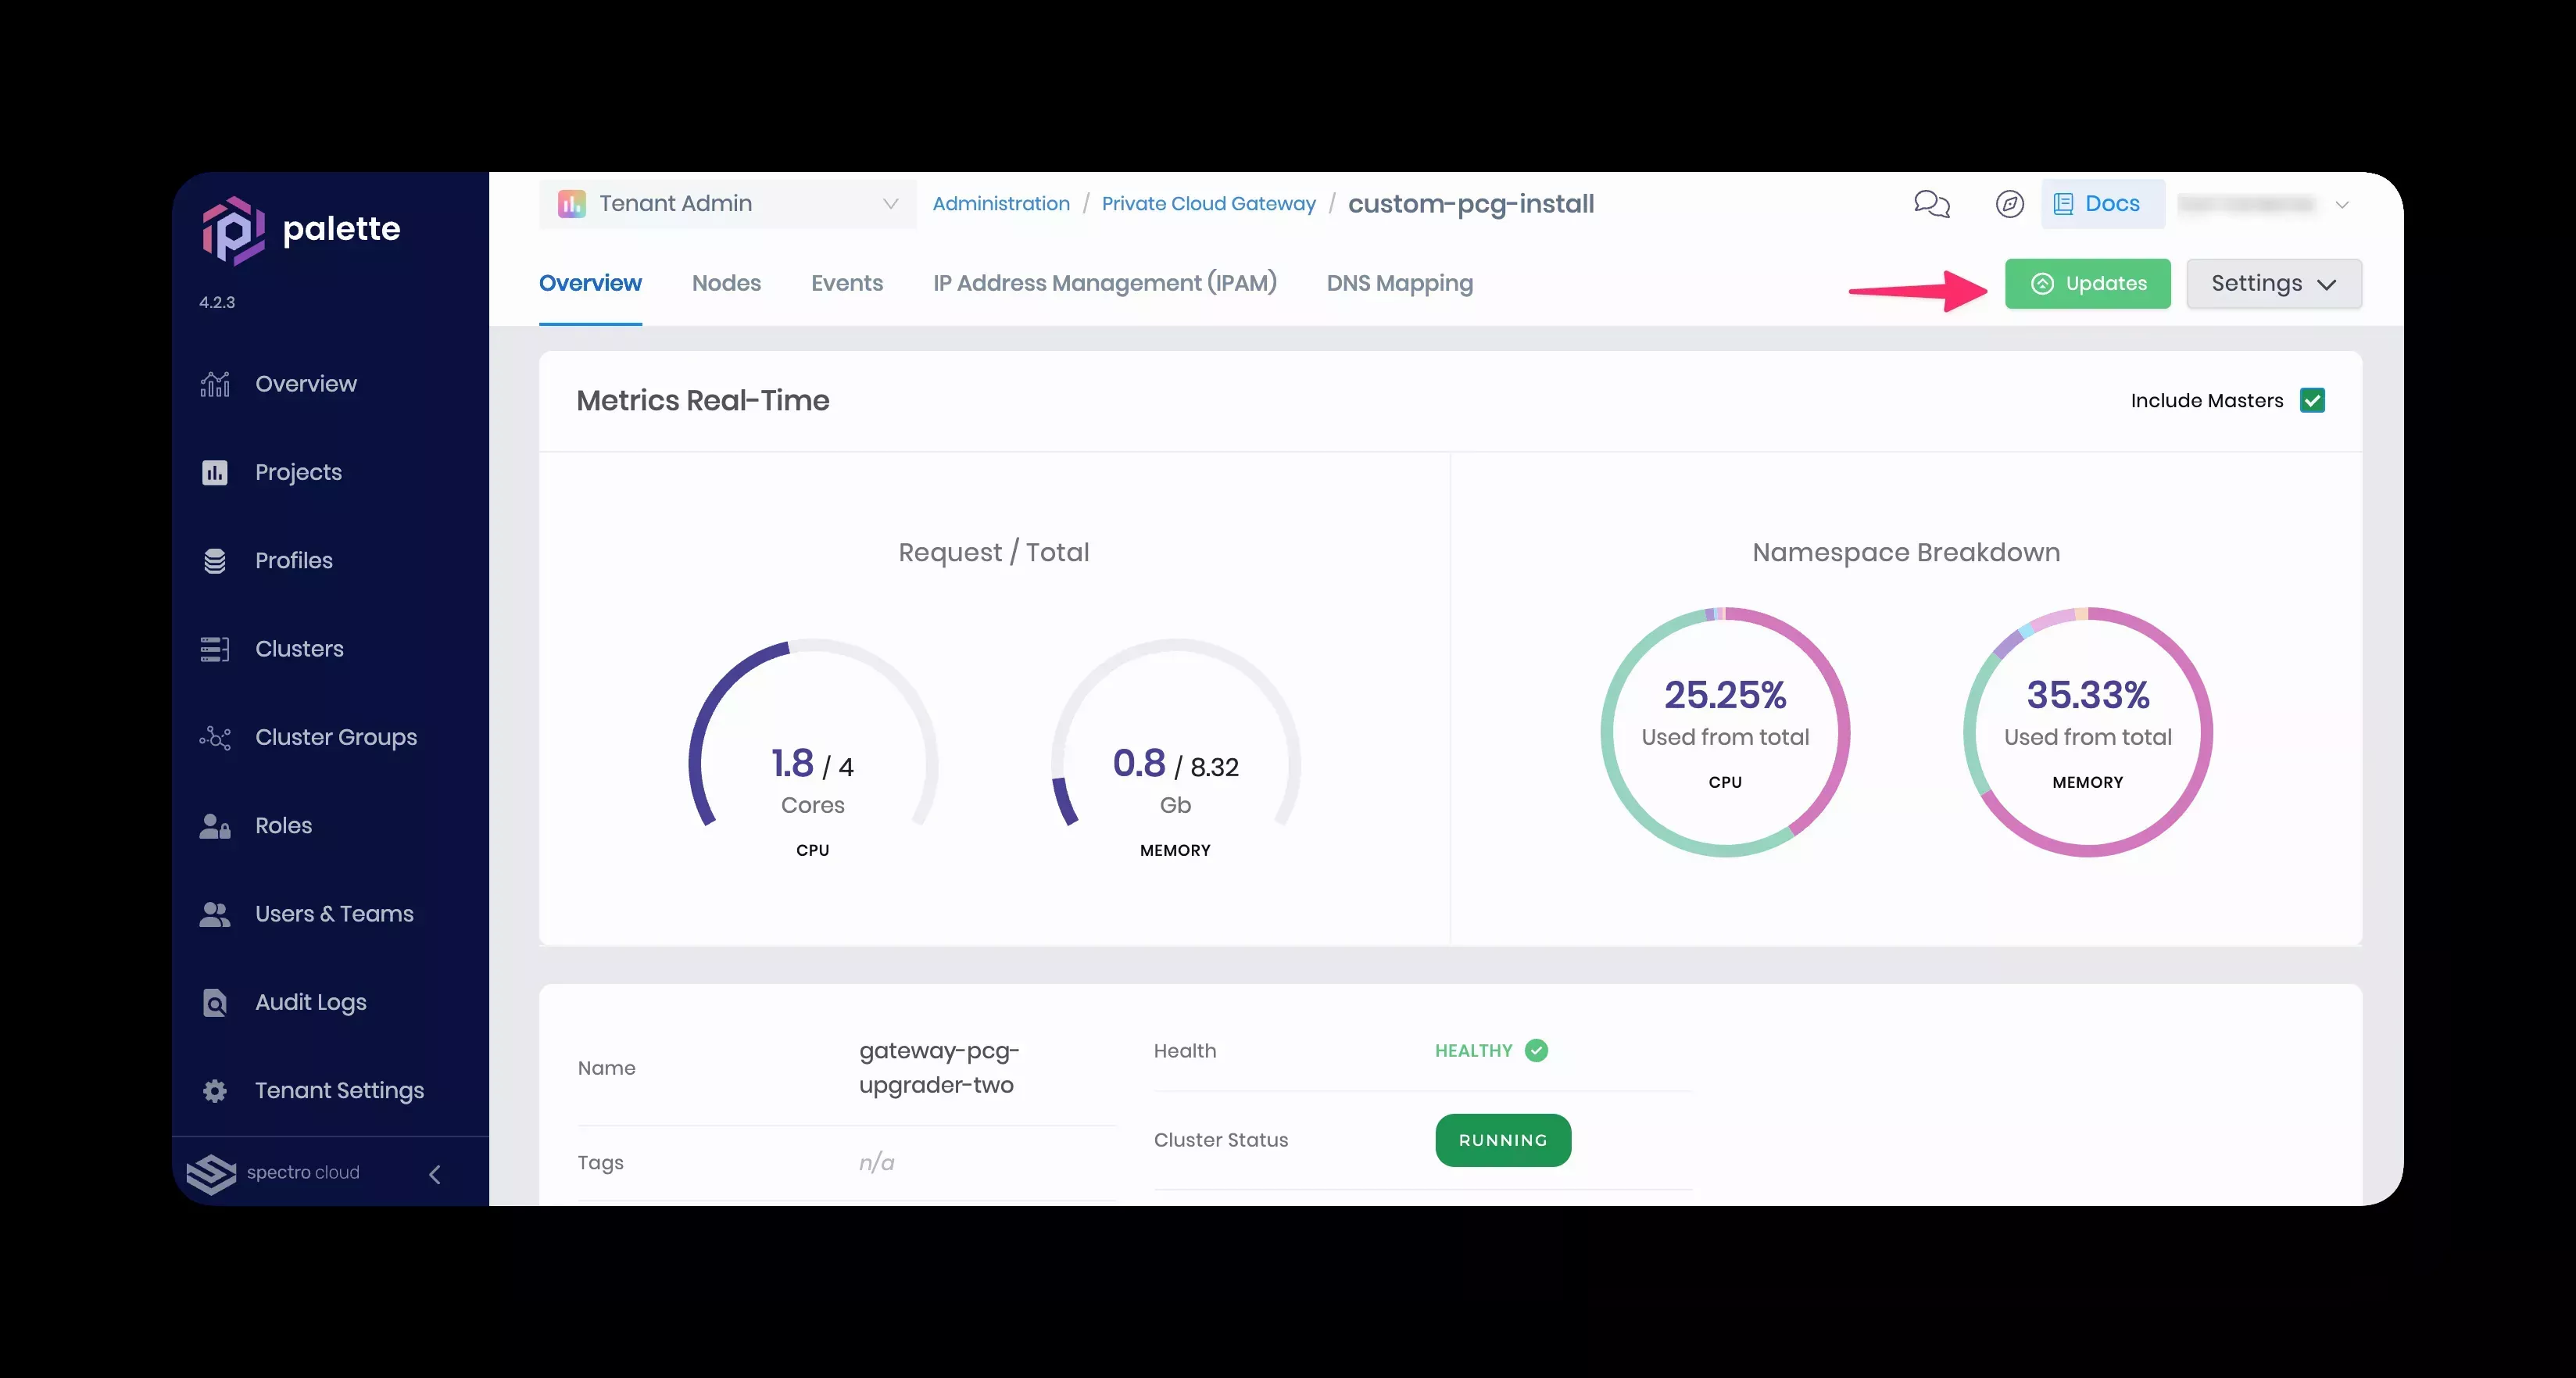 palette
4.2.3
Overview
Projects
Profiles
Clusters
Cluster Groups
Roles
Users & Teams
Audit Logs
Tenant Settings
spectro cloud
Tenant Admin
Administration / Private Cloud Gateway / custom-pcg-install
Docs
Overview
Nodes
Events
IP Address Management (IPAM)
DNS Mapping
Updates
Settings
Metrics Real-Time
Include Masters
Request / Total
1.8 / 4
Cores
CPU
0.8 / 8.32
Gb
MEMORY
Namespace Breakdown
25.25%
Used from total
CPU
35.33%
Used from total
MEMORY
Name
gateway-pcg-
upgrader-two
Tags
n/a
Health
HEALTHY
Cluster Status
RUNNING